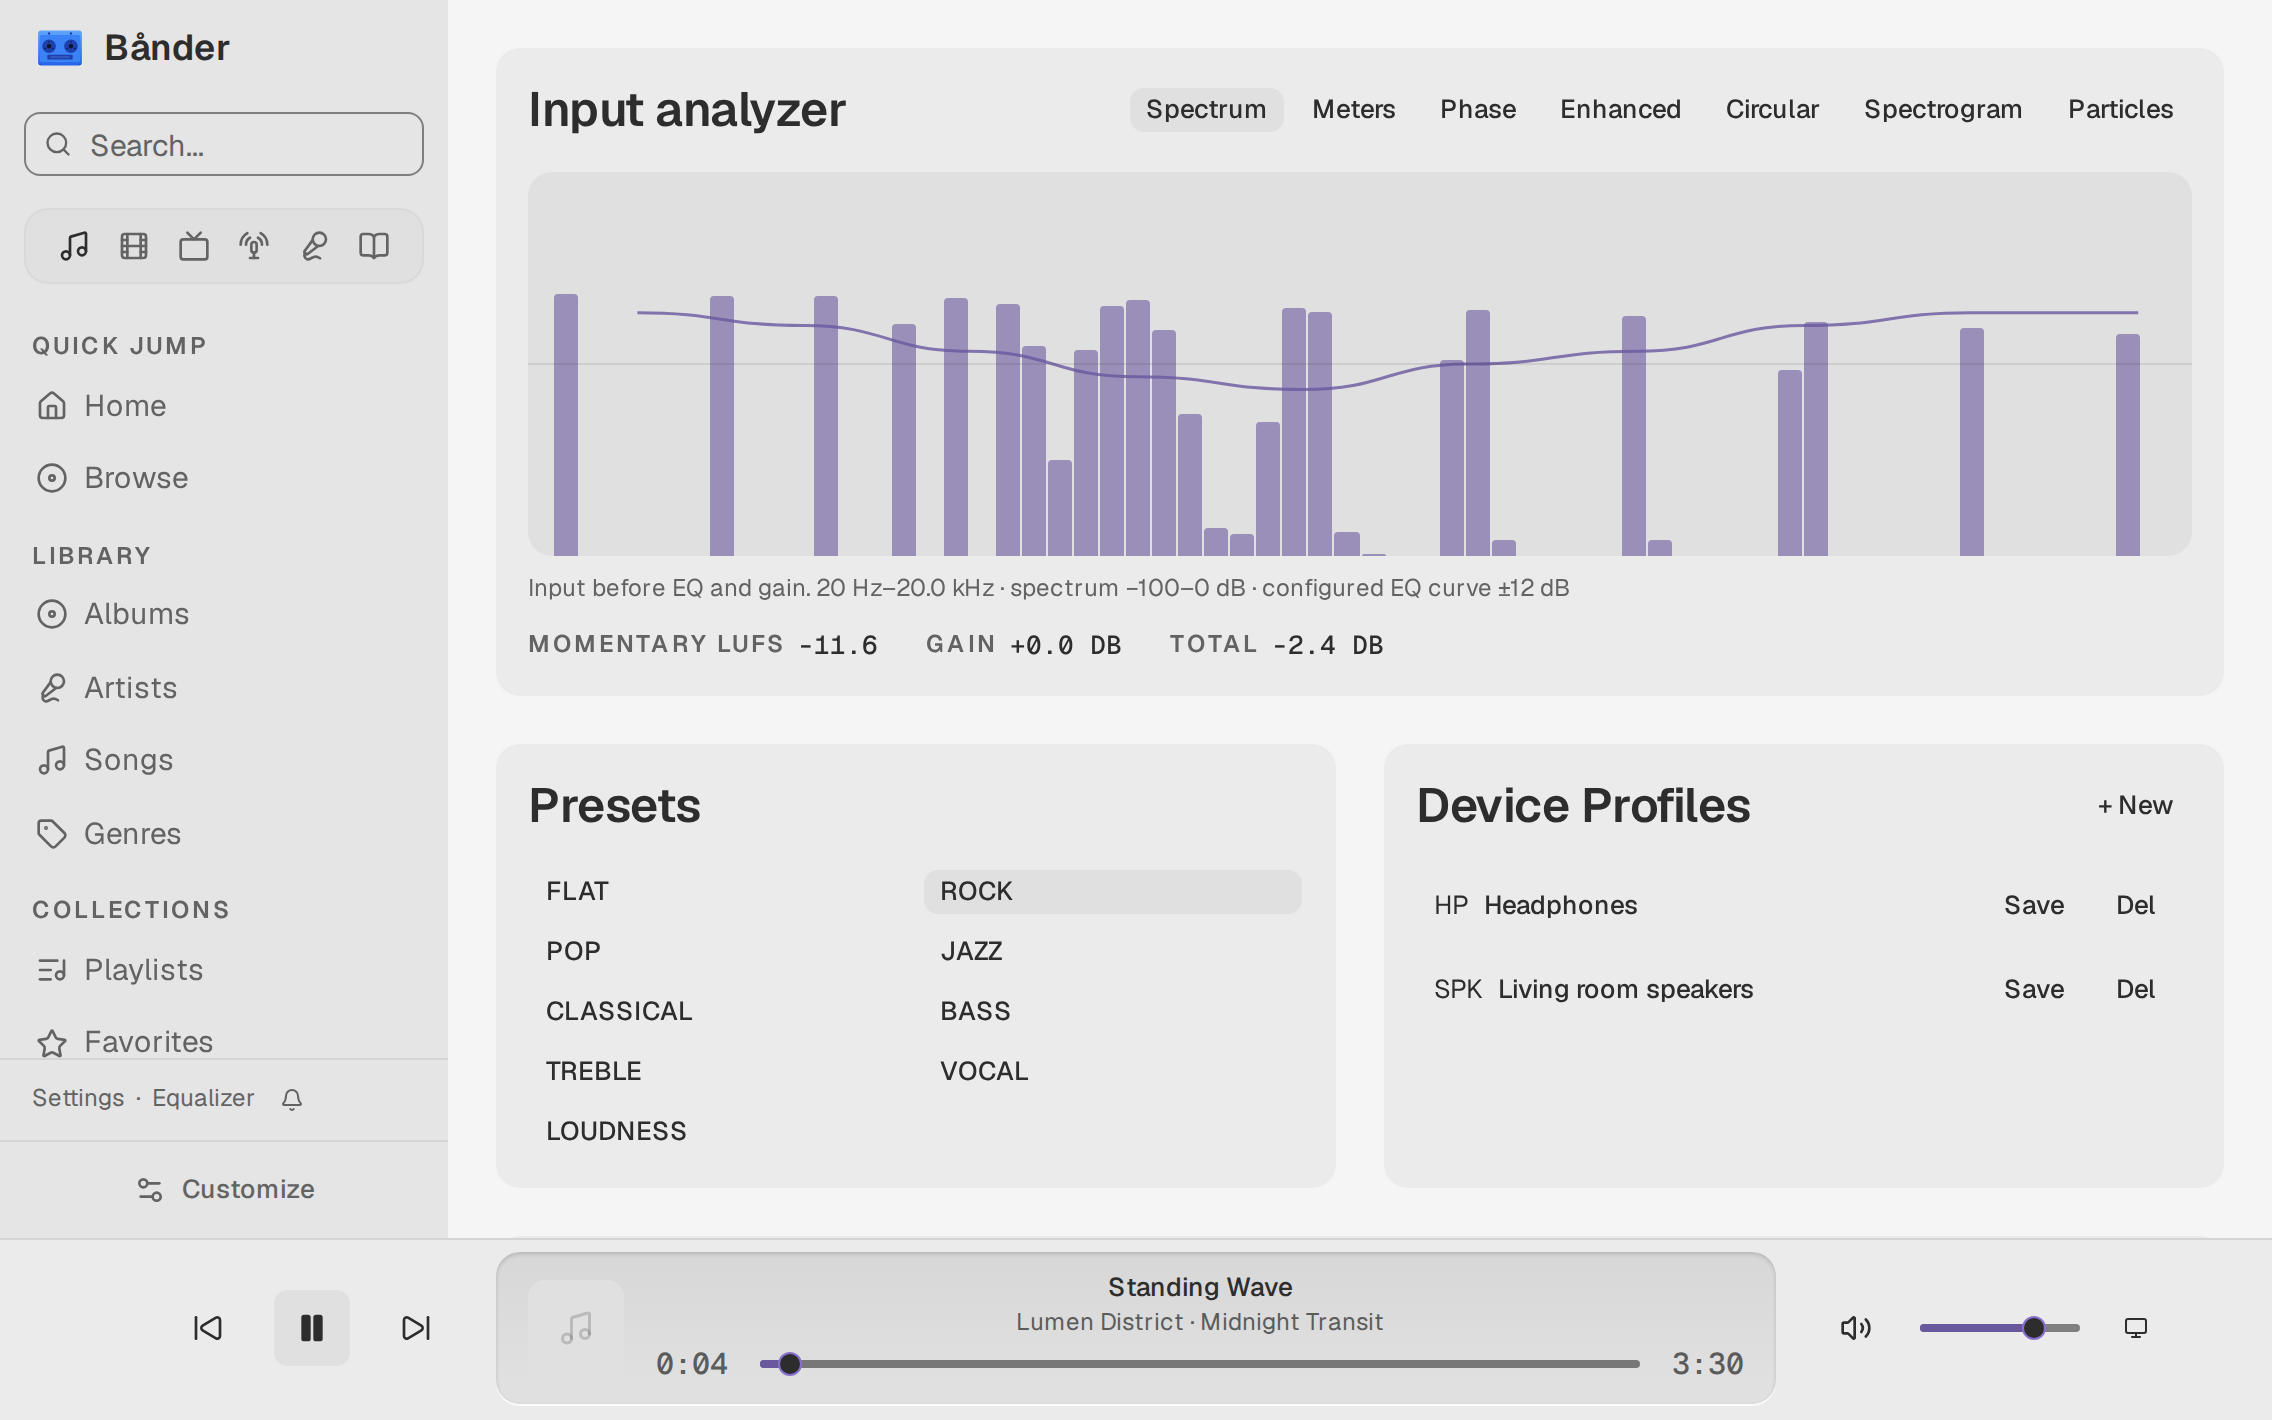 Bånder
Search...
QUICK JUMP
Home
Browse
LIBRARY
Albums
Artists
Songs
Genres
COLLECTIONS
Playlists
Favorites
Settings · Equalizer
Customize
Input analyzer
Spectrum Meters Phase Enhanced Circular Spectrogram Particles
Input before EQ and gain. 20 Hz–20.0 kHz · spectrum −100–0 dB · configured EQ curve ±12 dB
MOMENTARY LUFS -11.6 GAIN +0.0 DB TOTAL -2.4 DB
Presets
FLAT ROCK
POP JAZZ
CLASSICAL BASS
TREBLE VOCAL
LOUDNESS
Device Profiles + New
HP Headphones Save Del
SPK Living room speakers Save Del
Standing Wave
Lumen District · Midnight Transit
0:04 3:30